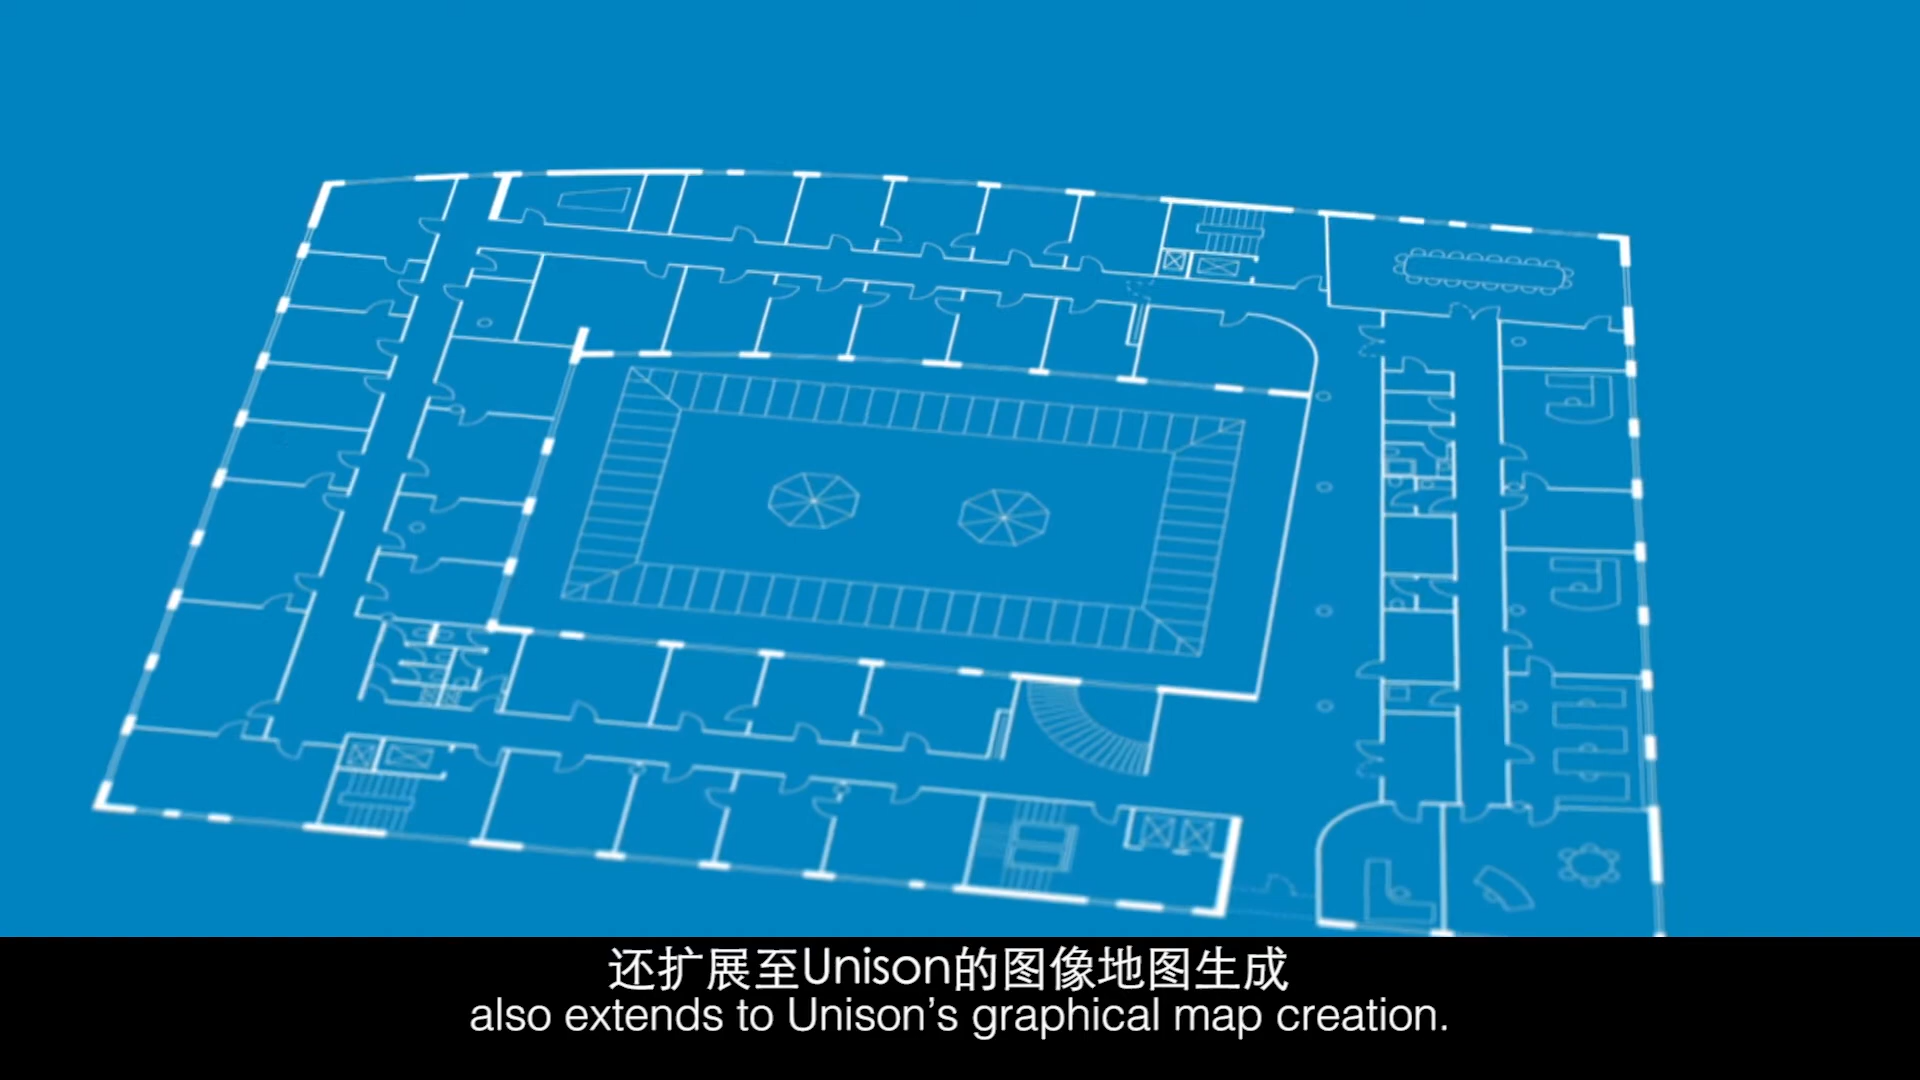 还扩展至Unison的图像地图生成
also extends to Unison’s graphical map creation.